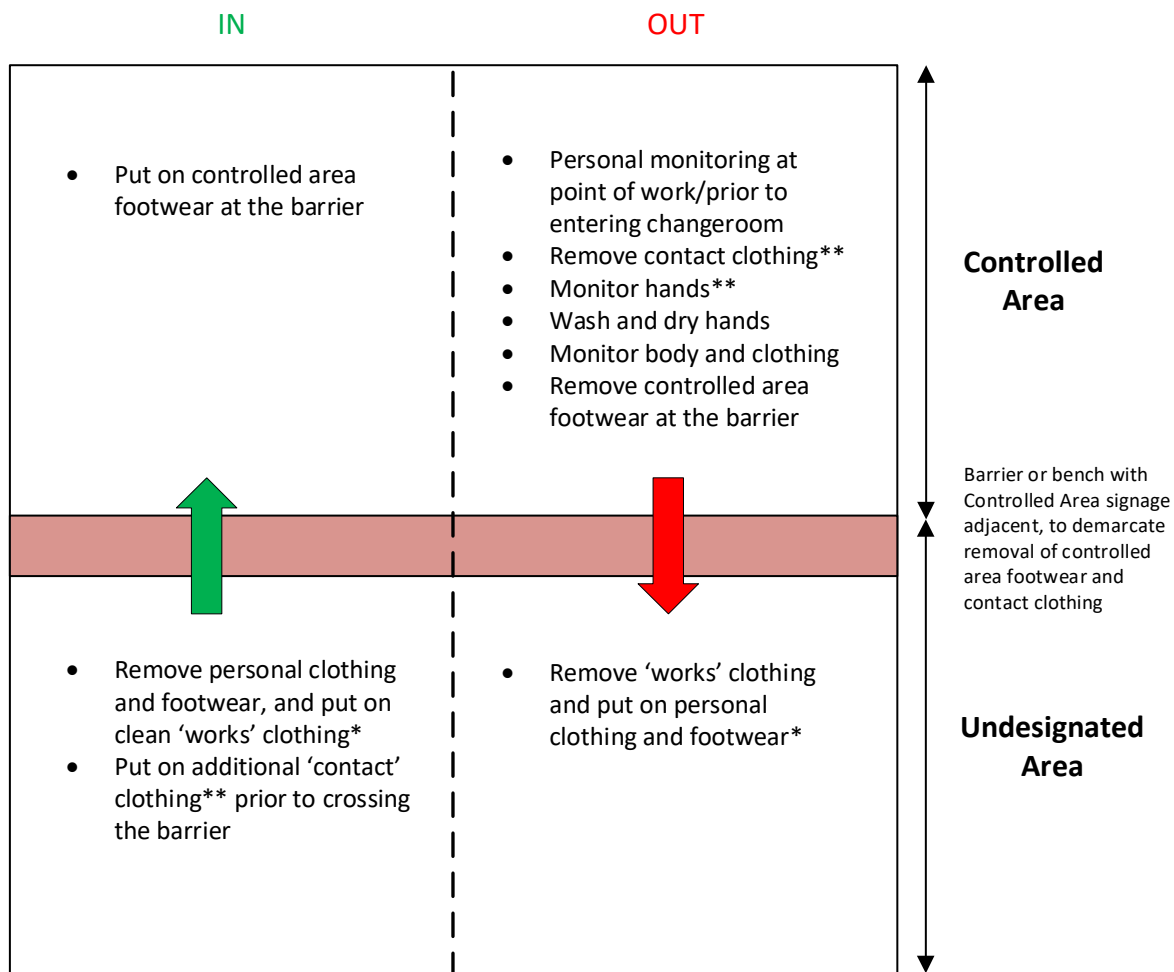 IN
OUT
• Put on controlled area
footwear at the barrier
• Personal monitoring at
point of work/prior to
entering changeroom
• Remove contact clothing**
• Monitor hands**
• Wash and dry hands
• Monitor body and clothing
• Remove controlled area
footwear at the barrier
Controlled
Area
Barrier or bench with
Controlled Area signage
adjacent, to demarcate
removal of controlled
area footwear and
contact clothing
• Remove personal clothing
and footwear, and put on
clean ‘works’ clothing*
• Put on additional ‘contact’
clothing** prior to crossing
the barrier
• Remove ‘works’ clothing
and put on personal
clothing and footwear*
Undesignated
Area